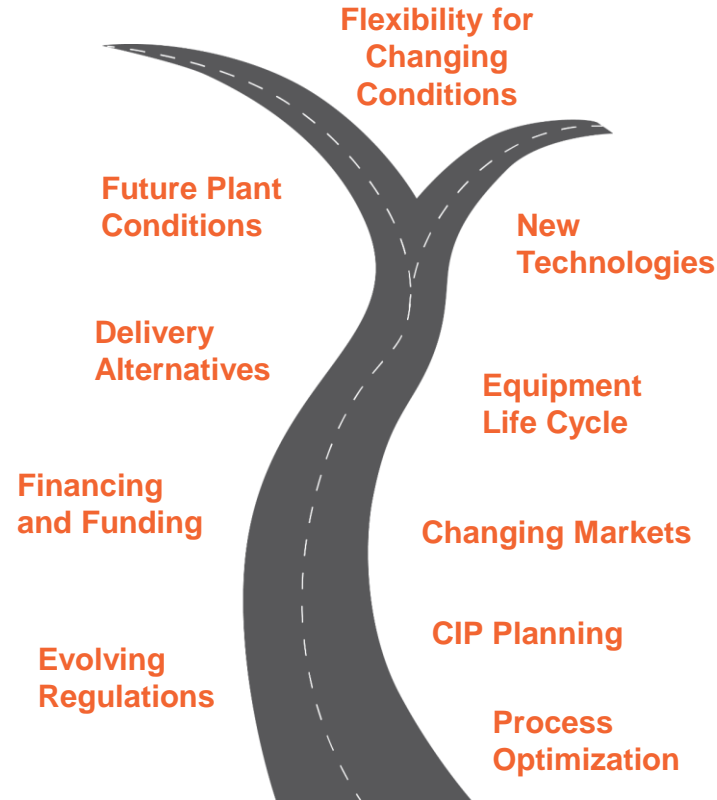 Flexibility for
Changing
Conditions
Future Plant
Conditions
New
Technologies
Delivery
Alternatives
Equipment
Life Cycle
Financing
and Funding
Changing Markets
CIP Planning
Evolving
Regulations
Process
Optimization